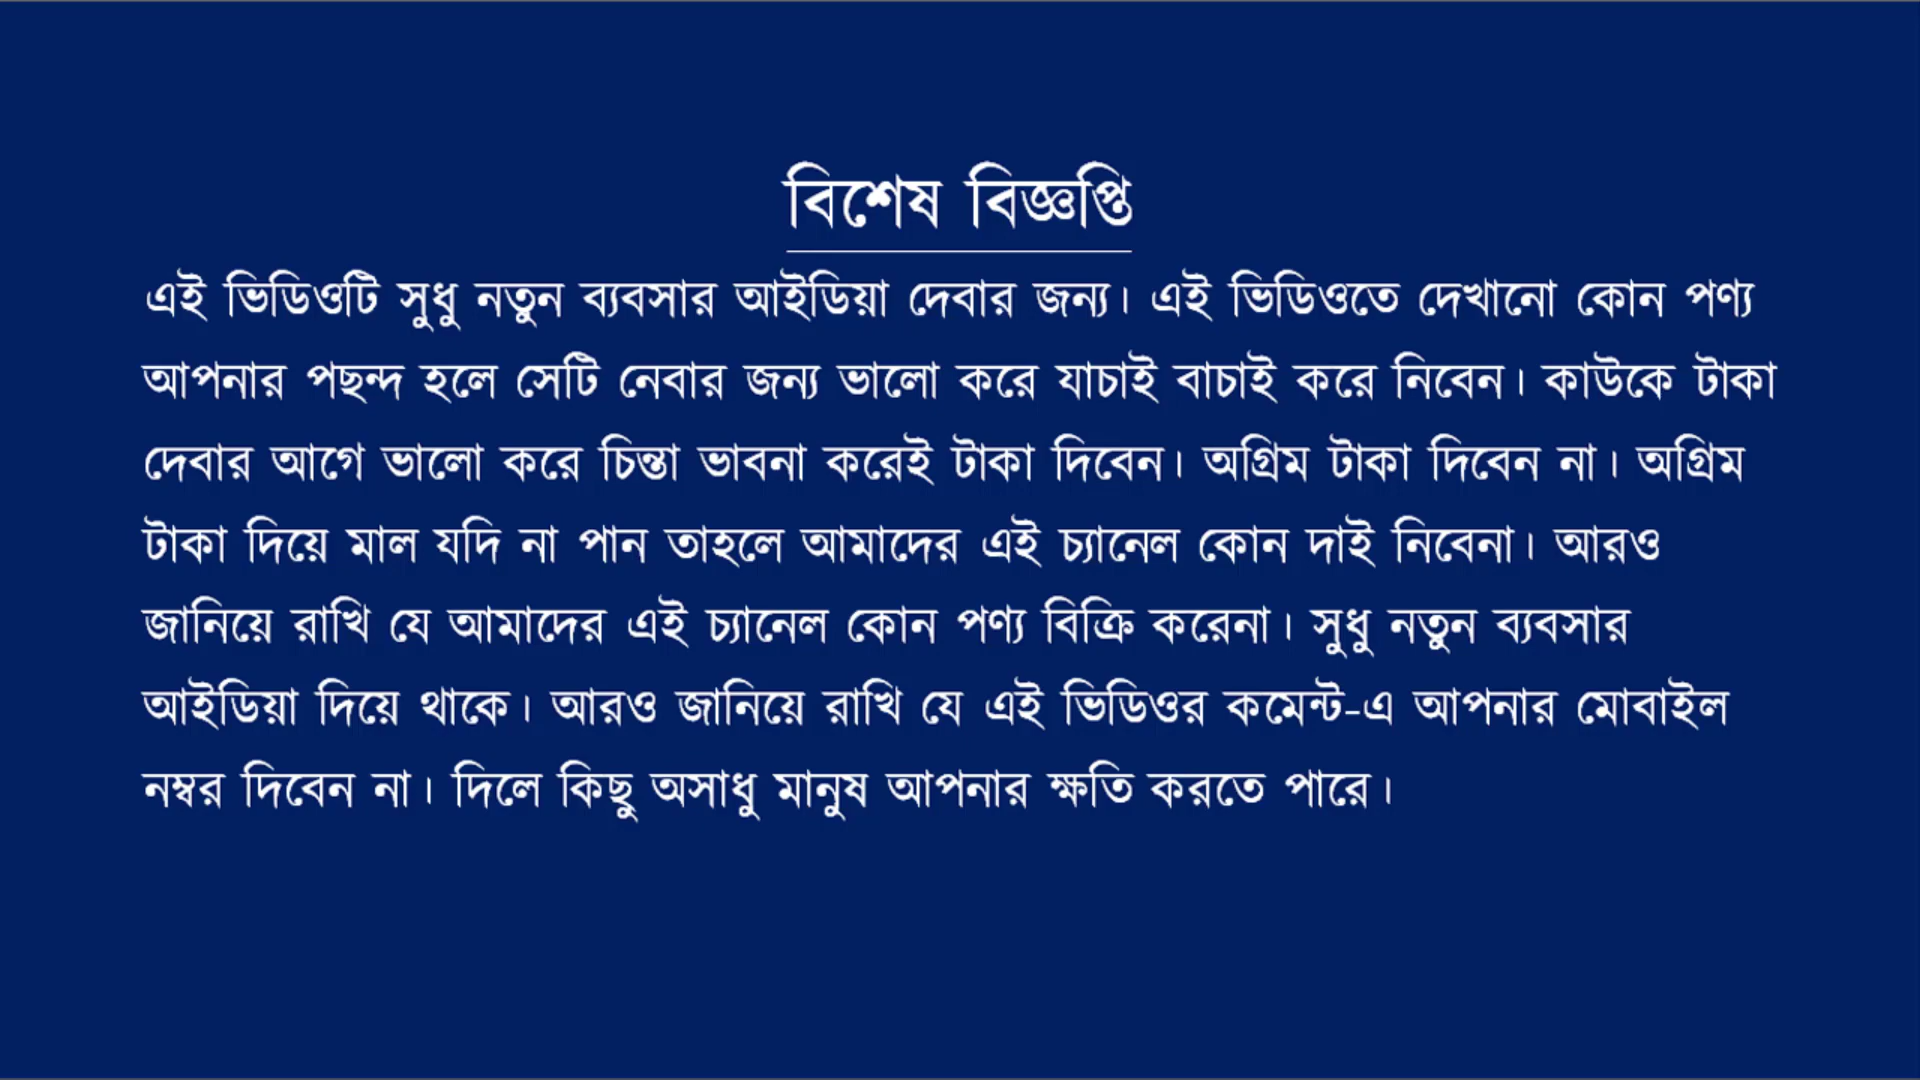 বিশেষ বিজ্ঞপ্তি
এই ভিডিওটি সুধু নতুন ব্যবসার আইডিয়া দেবার জন্য। এই ভিডিওতে দেখানো কোন পণ্য
আপনার পছন্দ হলে সেটি নেবার জন্য ভালো করে যাচাই বাচাই করে নিবেন। কাউকে টাকা
দেবার আগে ভালো করে চিন্তা ভাবনা করেই টাকা দিবেন। অগ্রিম টাকা দিবেন না। অগ্রিম
টাকা দিয়ে মাল যদি না পান তাহলে আমাদের এই চ্যানেল কোন দাই নিবেনা। আরও
জানিয়ে রাখি যে আমাদের এই চ্যানেল কোন পণ্য বিক্রি করেনা। সুধু নতুন ব্যবসার
আইডিয়া দিয়ে থাকে। আরও জানিয়ে রাখি যে এই ভিডিওর কমেন্ট-এ আপনার মোবাইল
নম্বর দিবেন না। দিলে কিছু অসাধু মানুষ আপনার ক্ষতি করতে পারে।